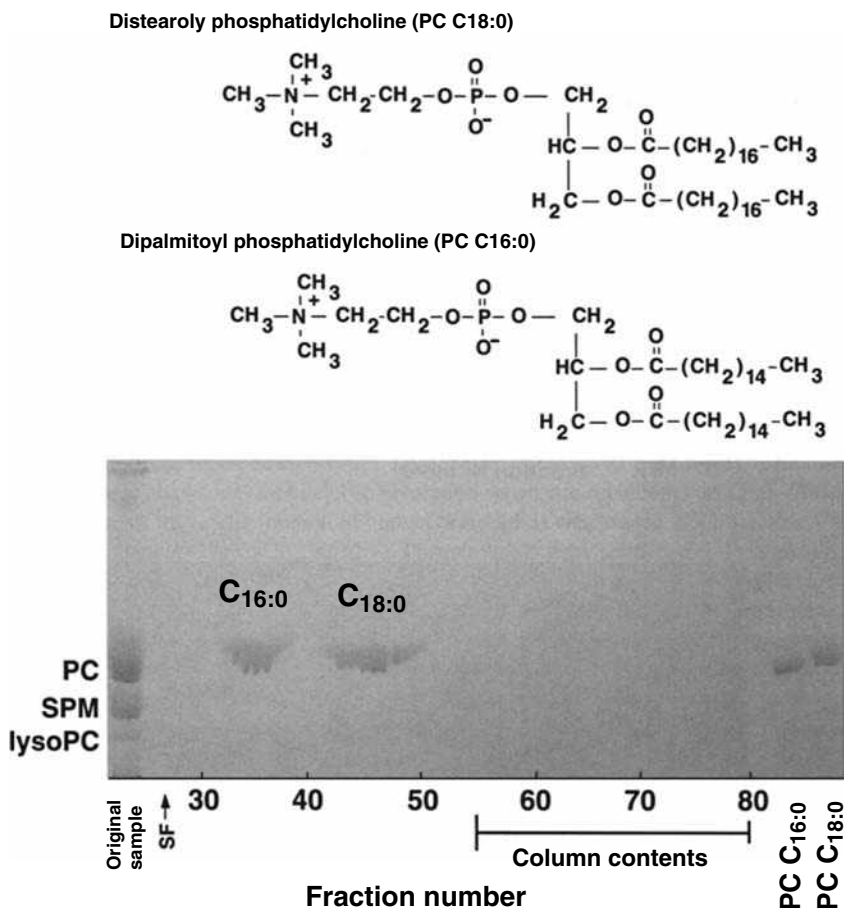 Distearoly phosphatidylcholine (PC C18:0)
CH3 O
CH3–N+–CH2-CH2–O–P–O–CH2
CH3 O− O
HC–O–C–(CH2)16–CH3
O
H2C–O–C–(CH2)16–CH3
Dipalmitoyl phosphatidylcholine (PC C16:0)
CH3 O
CH3–N+–CH2-CH2–O–P–O–CH2
CH3 O− O
HC–O–C–(CH2)14–CH3
O
H2C–O–C–(CH2)14–CH3
C16:0 C18:0
PC
SPM
lysoPC
Original sample
SF→
30 40 50 60 70 80
PC C16:0
PC C18:0
Column contents
Fraction number